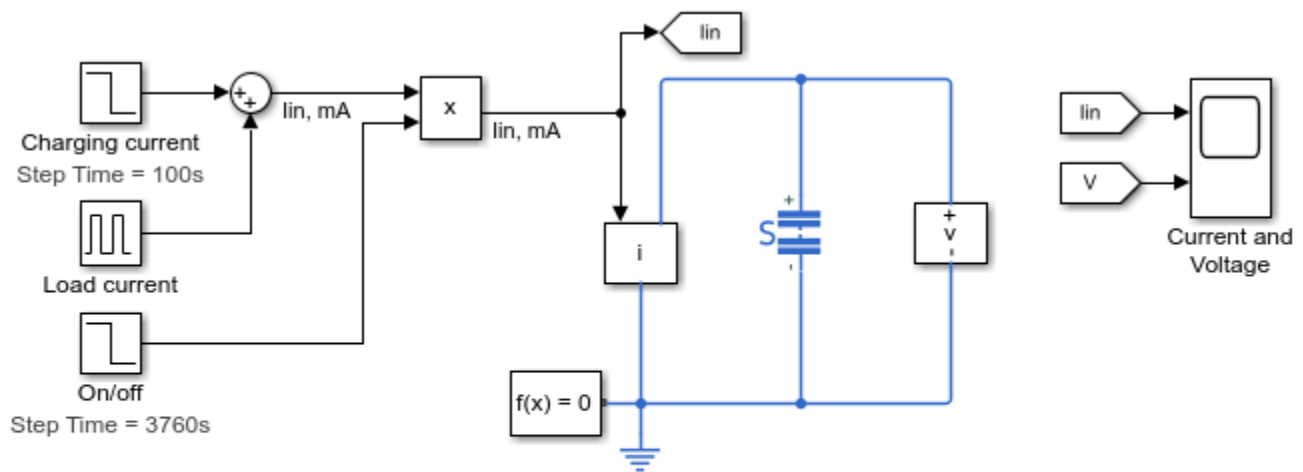 Iin
Charging current
Step Time = 100s
+
+
Iin, mA
x
Iin, mA
Load current
On/off
Step Time = 3760s
i
f(x) = 0
+
S
-
+
v
-
Iin
V
Current and
Voltage